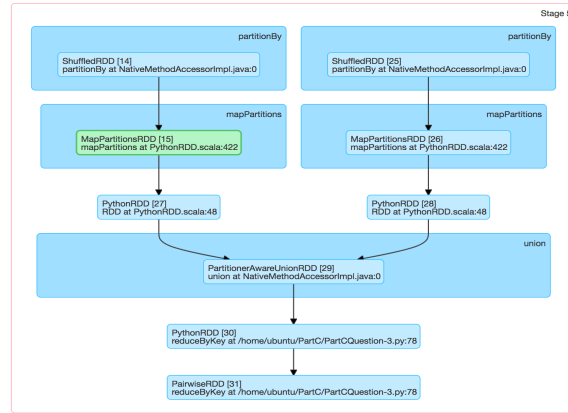 Stage
partitionBy
partitionBy
ShuffledRDD [14]
partitionBy at NativeMethodAccessorImpl.java:0
ShuffledRDD [25]
partitionBy at NativeMethodAccessorImpl.java:0
mapPartitions
mapPartitions
MapPartitionsRDD [15]
mapPartitions at PythonRDD.scala:422
MapPartitionsRDD [26]
mapPartitions at PythonRDD.scala:422
PythonRDD [27]
RDD at PythonRDD.scala:48
PythonRDD [28]
RDD at PythonRDD.scala:48
union
PartitionerAwareUnionRDD [29]
union at NativeMethodAccessorImpl.java:0
PythonRDD [30]
reduceByKey at /home/ubuntu/PartC/PartCQuestion-3.py:78
PairwiseRDD [31]
reduceByKey at /home/ubuntu/PartC/PartCQuestion-3.py:78